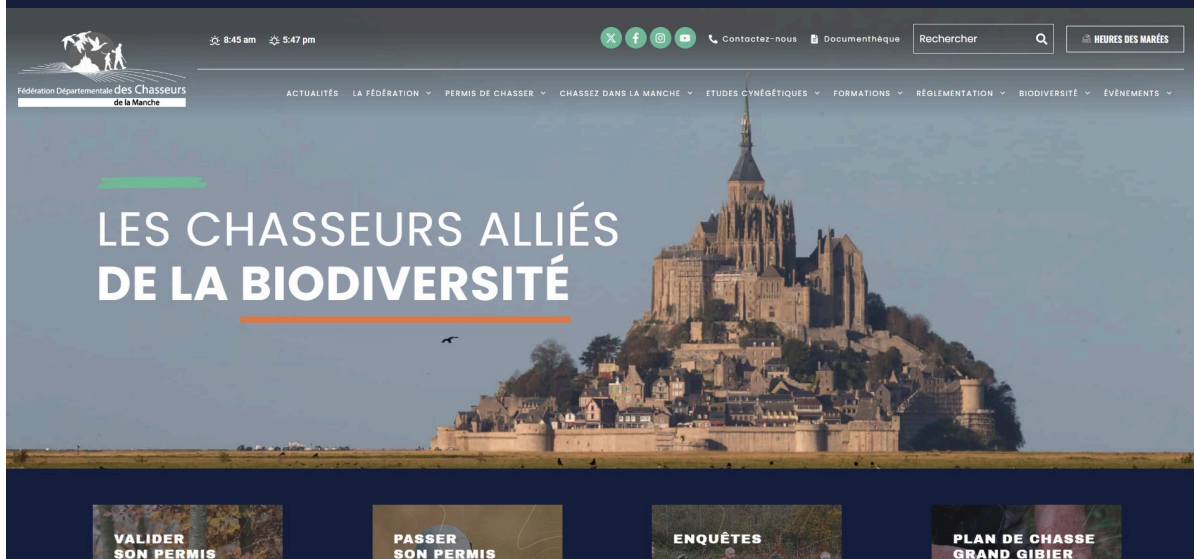 8:45 am 5:47 pm
Contactez-nous Documenthèque Rechercher HEURES DES MARÉES
Fédération Départementale des Chasseurs
de la Manche
ACTUALITÉS LA FÉDÉRATION PERMIS DE CHASSER CHASSEZ DANS LA MANCHE ETUDES CYNÉGÉTIQUES FORMATIONS RÉGLEMENTATION BIODIVERSITÉ ÉVÈNEMENTS
LES CHASSEURS ALLIÉS
DE LA BIODIVERSITÉ
VALIDER
SON PERMIS
PASSER
SON PERMIS
ENQUÊTES
PLAN DE CHASSE
GRAND GIBIER